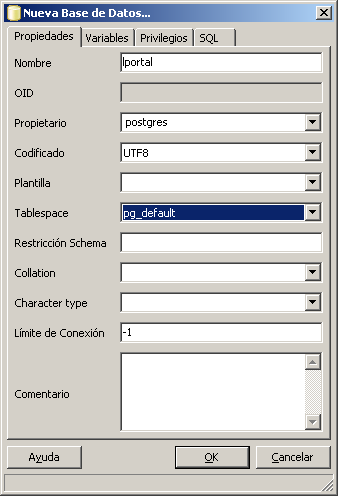 Nueva Base de Datos...
Propiedades Variables Privilegios SQL
Nombre lportal
OID
Propietario postgres
Codificado UTF8
Plantilla
Tablespace pg_default
Restricción Schema
Collation
Character type
Límite de Conexión -1
Comentario
Ayuda OK Cancelar